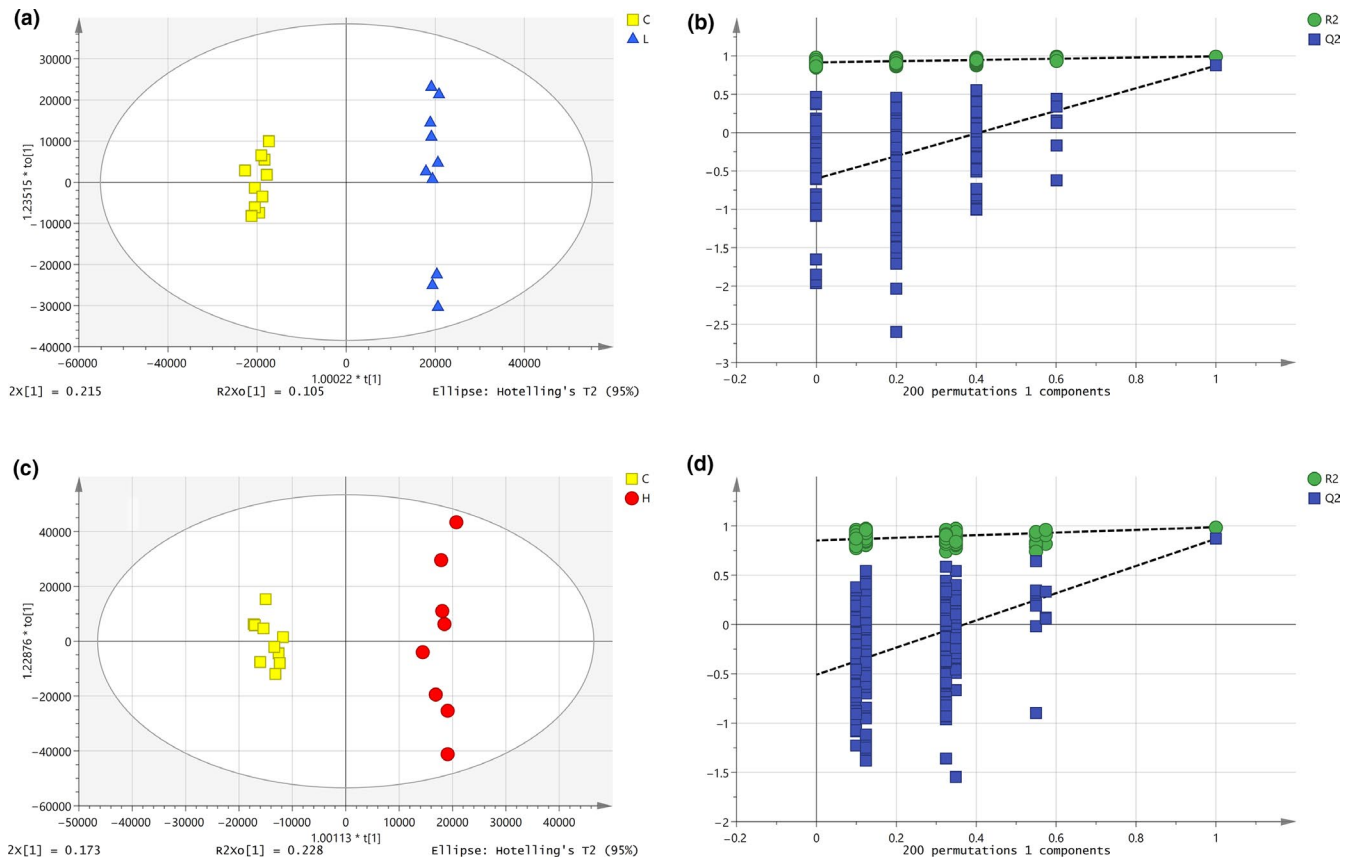 (a)
C
L
1.23515 * to[1]
30000
20000
10000
0
−10000
−20000
−30000
−40000
−60000 −40000 −20000 0 20000 40000
1.00022 * t[1]
2X[1] = 0.215 R2Xo[1] = 0.105 Ellipse: Hotelling's T2 (95%)
(b)
R2
Q2
1
0.5
0
−0.5
−1
−1.5
−2
−2.5
−3
−0.2 0 0.2 0.4 0.6 0.8 1
200 permutations 1 components
(c)
C
H
1.22876 * to[1]
40000
20000
0
−20000
−40000
−60000
−50000 −40000 −30000 −20000 −10000 0 10000 20000 30000 40000
1.00113 * t[1]
2X[1] = 0.173 R2Xo[1] = 0.228 Ellipse: Hotelling's T2 (95%)
(d)
R2
Q2
1
0.5
0
−0.5
−1
−1.5
−2
−0.2 0 0.2 0.4 0.6 0.8 1
200 permutations 1 components